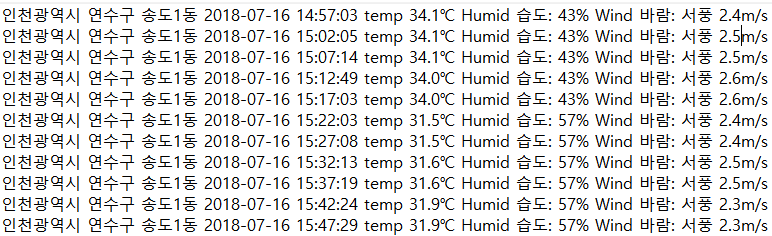 인천광역시 연수구 송도1동 2018-07-16 14:57:03 temp 34.1℃ Humid 습도: 43% Wind 바람: 서풍 2.4m/s
인천광역시 연수구 송도1동 2018-07-16 15:02:05 temp 34.1℃ Humid 습도: 43% Wind 바람: 서풍 2.5m/s
인천광역시 연수구 송도1동 2018-07-16 15:07:14 temp 34.1℃ Humid 습도: 43% Wind 바람: 서풍 2.5m/s
인천광역시 연수구 송도1동 2018-07-16 15:12:49 temp 34.0℃ Humid 습도: 43% Wind 바람: 서풍 2.6m/s
인천광역시 연수구 송도1동 2018-07-16 15:17:03 temp 34.0℃ Humid 습도: 43% Wind 바람: 서풍 2.6m/s
인천광역시 연수구 송도1동 2018-07-16 15:22:03 temp 31.5℃ Humid 습도: 57% Wind 바람: 서풍 2.4m/s
인천광역시 연수구 송도1동 2018-07-16 15:27:08 temp 31.5℃ Humid 습도: 57% Wind 바람: 서풍 2.4m/s
인천광역시 연수구 송도1동 2018-07-16 15:32:13 temp 31.6℃ Humid 습도: 57% Wind 바람: 서풍 2.5m/s
인천광역시 연수구 송도1동 2018-07-16 15:37:19 temp 31.6℃ Humid 습도: 57% Wind 바람: 서풍 2.5m/s
인천광역시 연수구 송도1동 2018-07-16 15:42:24 temp 31.9℃ Humid 습도: 57% Wind 바람: 서풍 2.3m/s
인천광역시 연수구 송도1동 2018-07-16 15:47:29 temp 31.9℃ Humid 습도: 57% Wind 바람: 서풍 2.3m/s